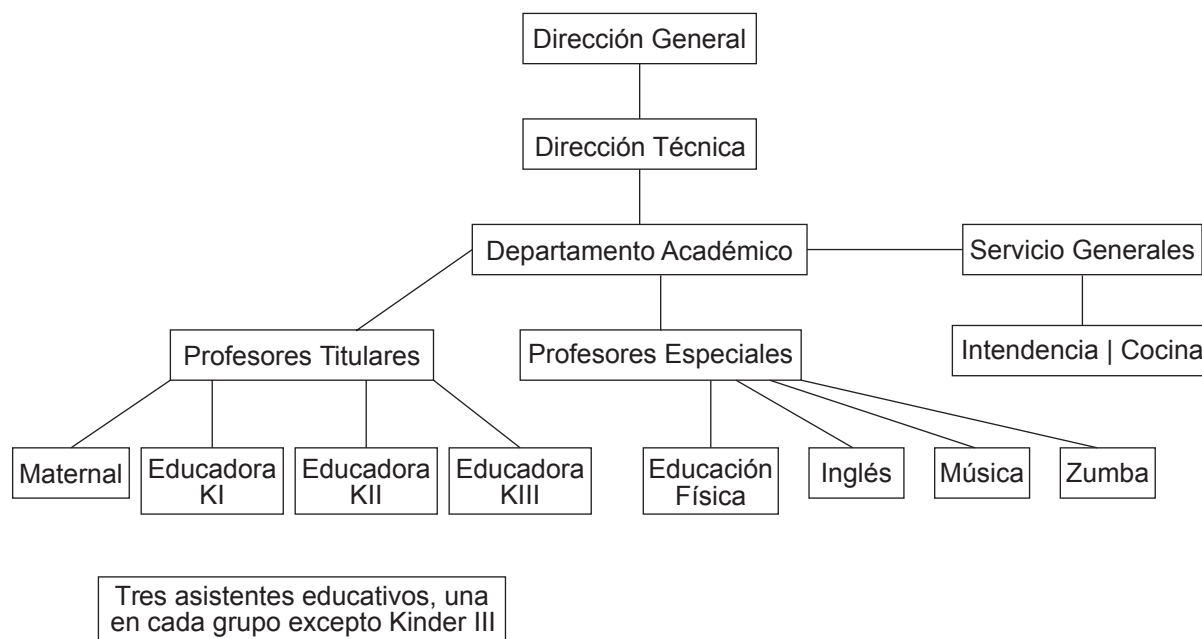 Dirección General
Dirección Técnica
Departamento Académico
Servicio Generales
Profesores Titulares
Profesores Especiales
Intendencia | Cocina
Maternal
Educadora
KI
Educadora
KII
Educadora
KIII
Educación
Física
Inglés
Música
Zumba
Tres asistentes educativos, una
en cada grupo excepto Kinder III